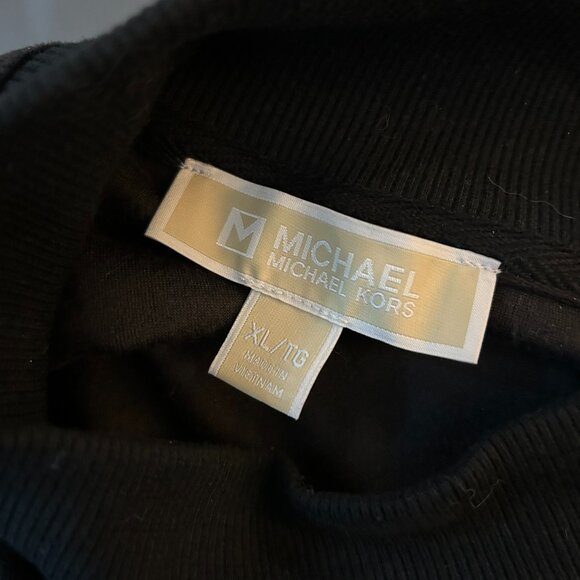 M MICHAEL
MICHAEL KORS
XL/TG
MADE IN
VIETNAM